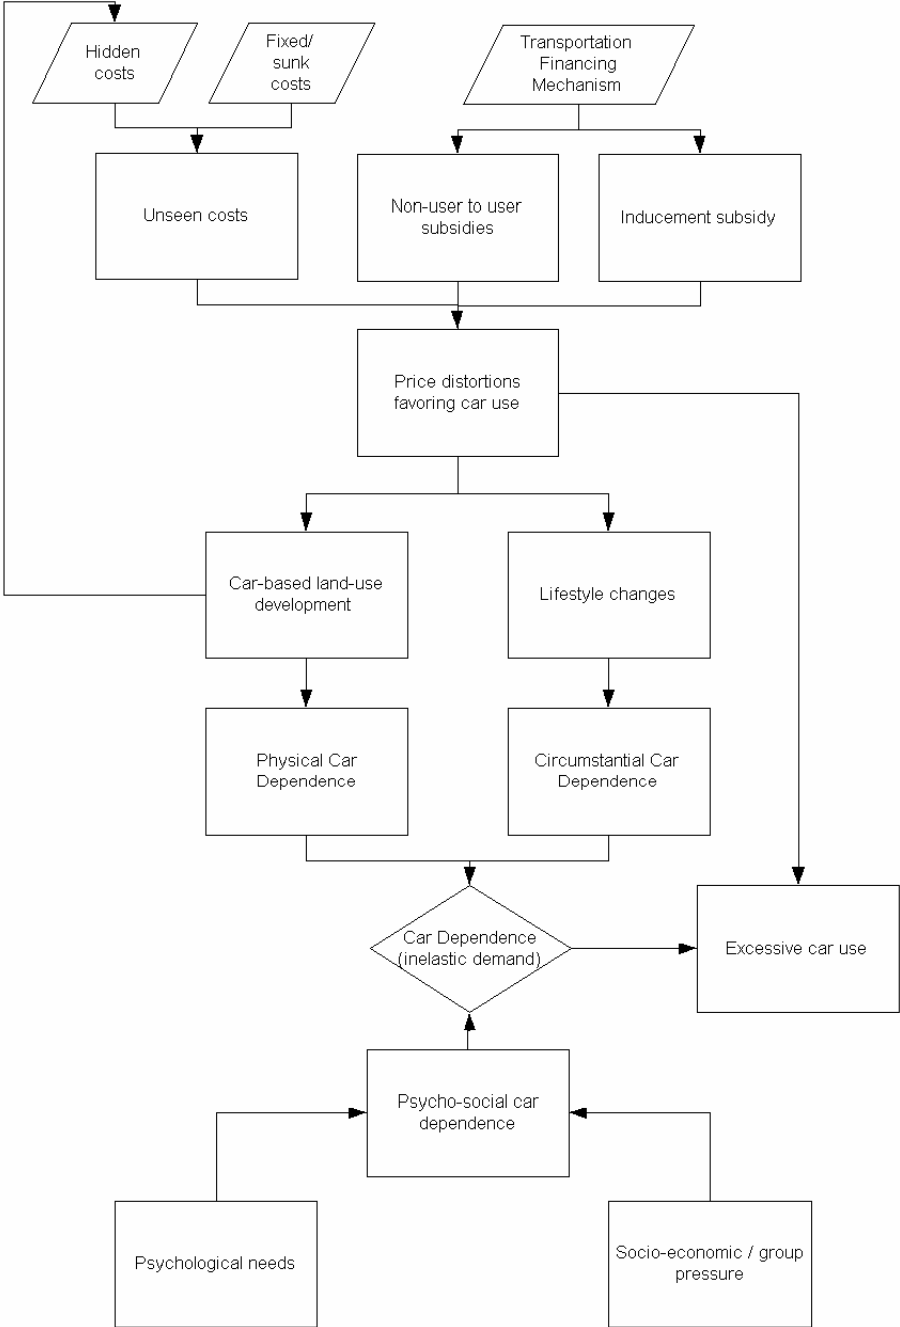 Hidden
costs
Fixed/
sunk
costs
Transportation
Financing
Mechanism
Unseen costs
Non-user to user
subsidies
Inducement subsidy
Price distortions
favoring car use
Car-based land-use
development
Lifestyle changes
Physical Car
Dependence
Circumstantial Car
Dependence
Car Dependence
(inelastic demand)
Excessive car use
Psycho-social car
dependence
Psychological needs
Socio-economic / group
pressure